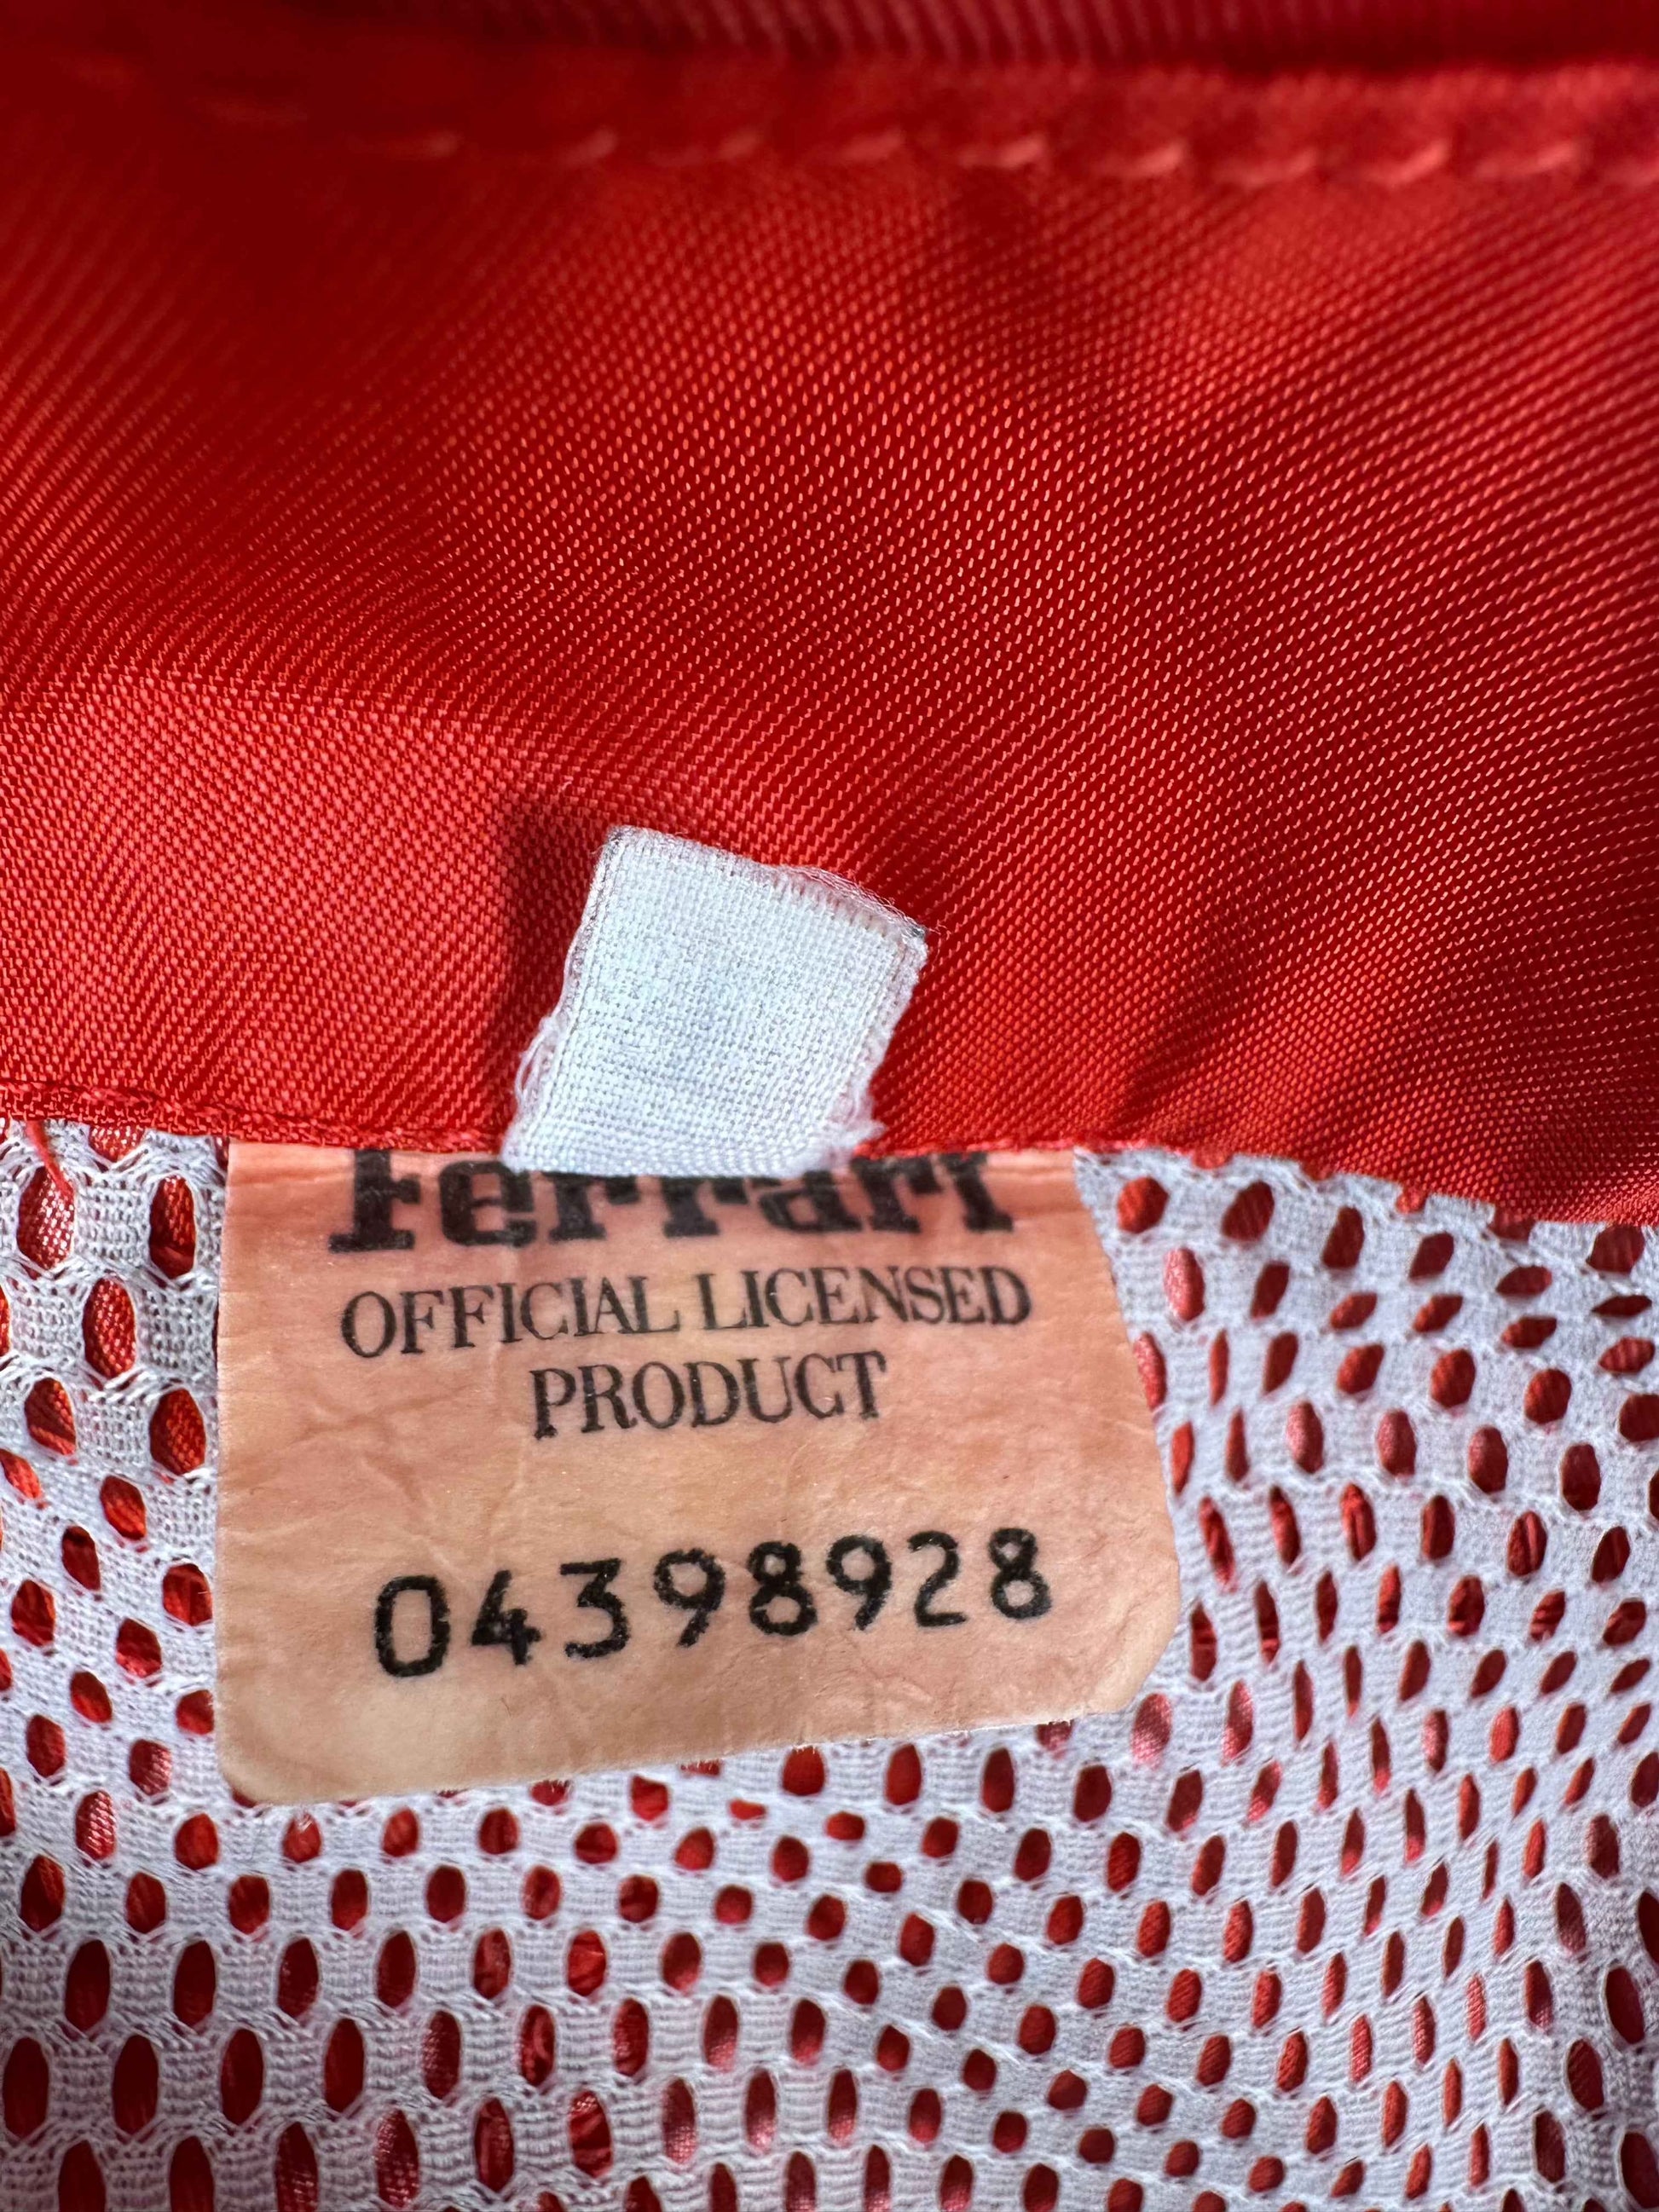 ferrari
OFFICIAL LICENSED
PRODUCT
04398928